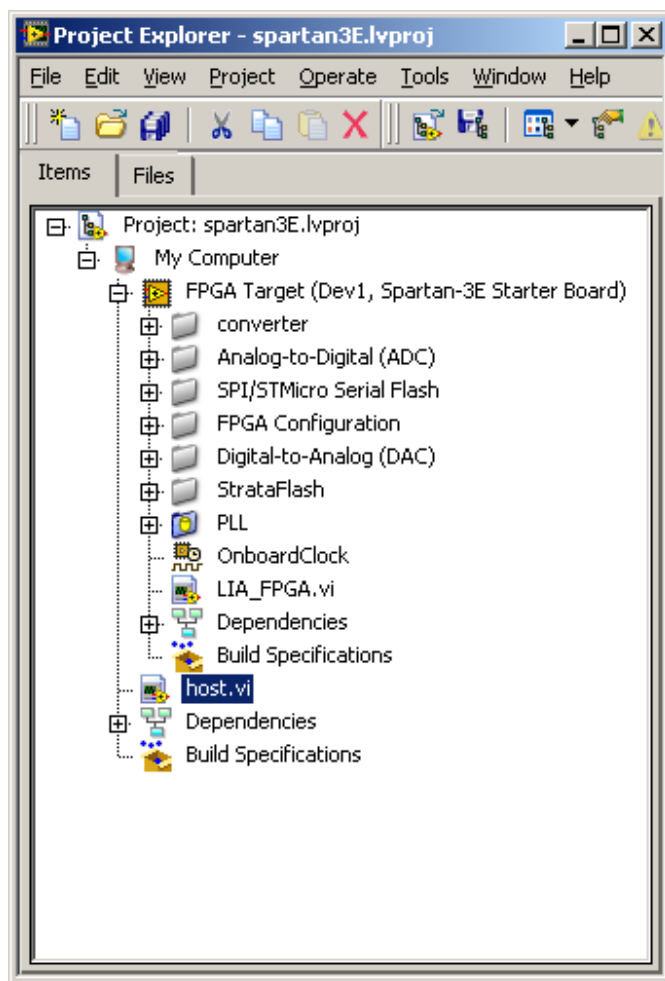 Project Explorer - spartan3E.lvproj
File Edit View Project Operate Tools Window Help
Items Files
Project: spartan3E.lvproj
My Computer
FPGA Target (Dev1, Spartan-3E Starter Board)
converter
Analog-to-Digital (ADC)
SPI/STMicro Serial Flash
FPGA Configuration
Digital-to-Analog (DAC)
StrataFlash
PLL
OnboardClock
LIA_FPGA.vi
Dependencies
Build Specifications
host.vi
Dependencies
Build Specifications